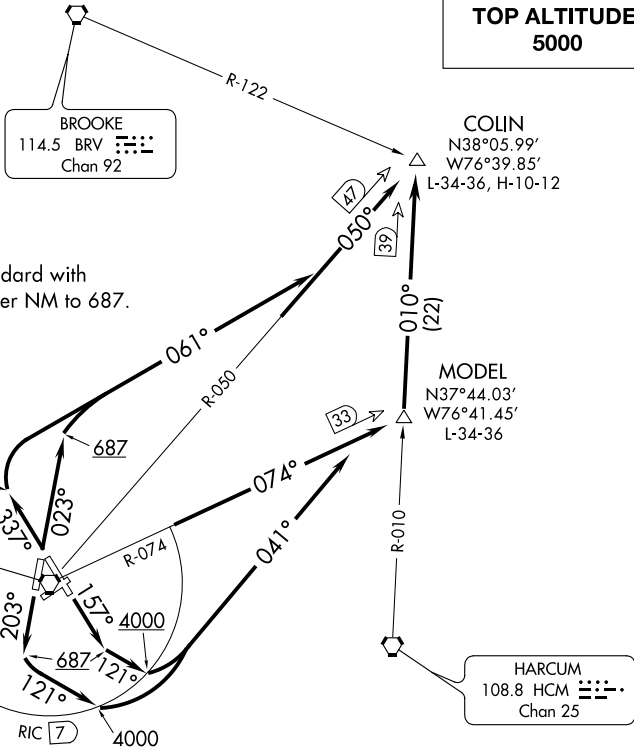 TOP ALTITUDE
5000
R-122
BROOKE
114.5 BRV
Chan 92
COLIN
N38°05.99'
W76°39.85'
L-34-36, H-10-12
47
050°
39
dard with
er NM to 687.
061°
010°
(22)
R-050
MODEL
N37°44.03'
W76°41.45'
L-34-36
33
687
074°
023°
337°
041°
R-010
R-074
157°
4000
203°
687'
121°
121°
HARCUM
108.8 HCM
Chan 25
RIC 7
4000